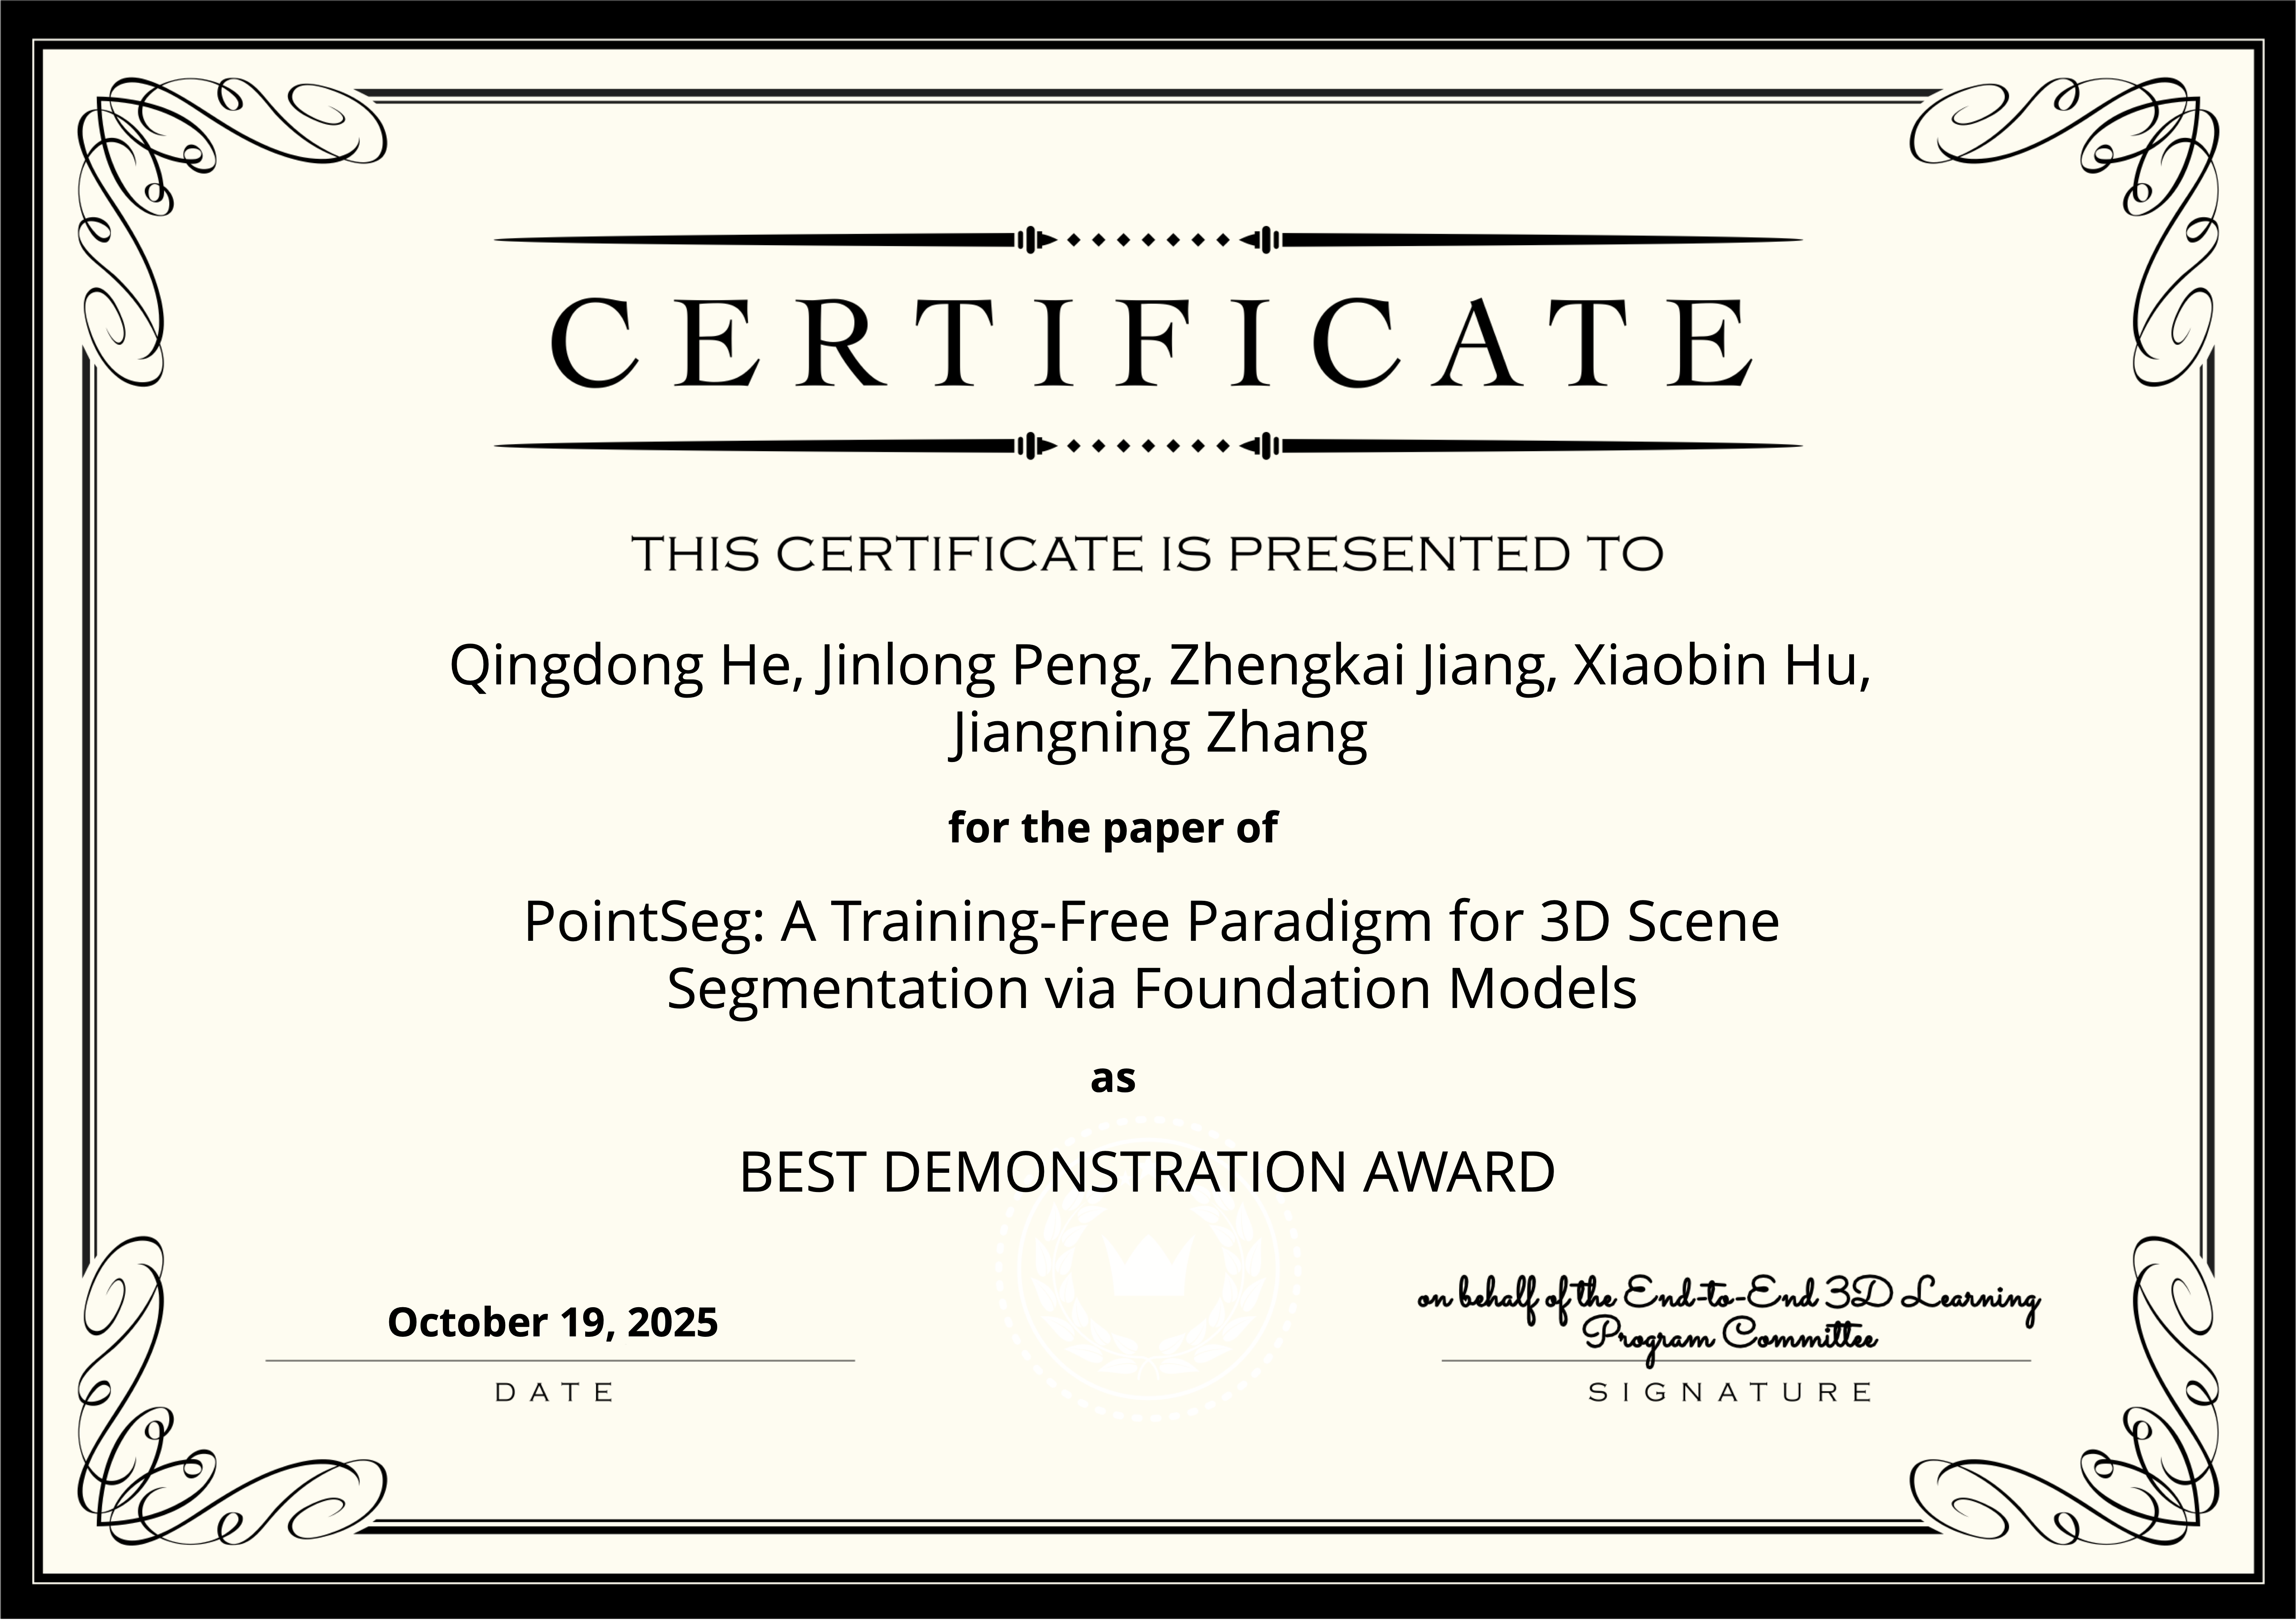 CERTIFICATE
THIS CERTIFICATE IS PRESENTED TO
Qingdong He, Jinlong Peng, Zhengkai Jiang, Xiaobin Hu,
Jiangning Zhang
for the paper of
PointSeg: A Training-Free Paradigm for 3D Scene
Segmentation via Foundation Models
as
BEST DEMONSTRATION AWARD
October 19, 2025
DATE
on behalf of the End-to-End 3D Learning
Program Committee
SIGNATURE